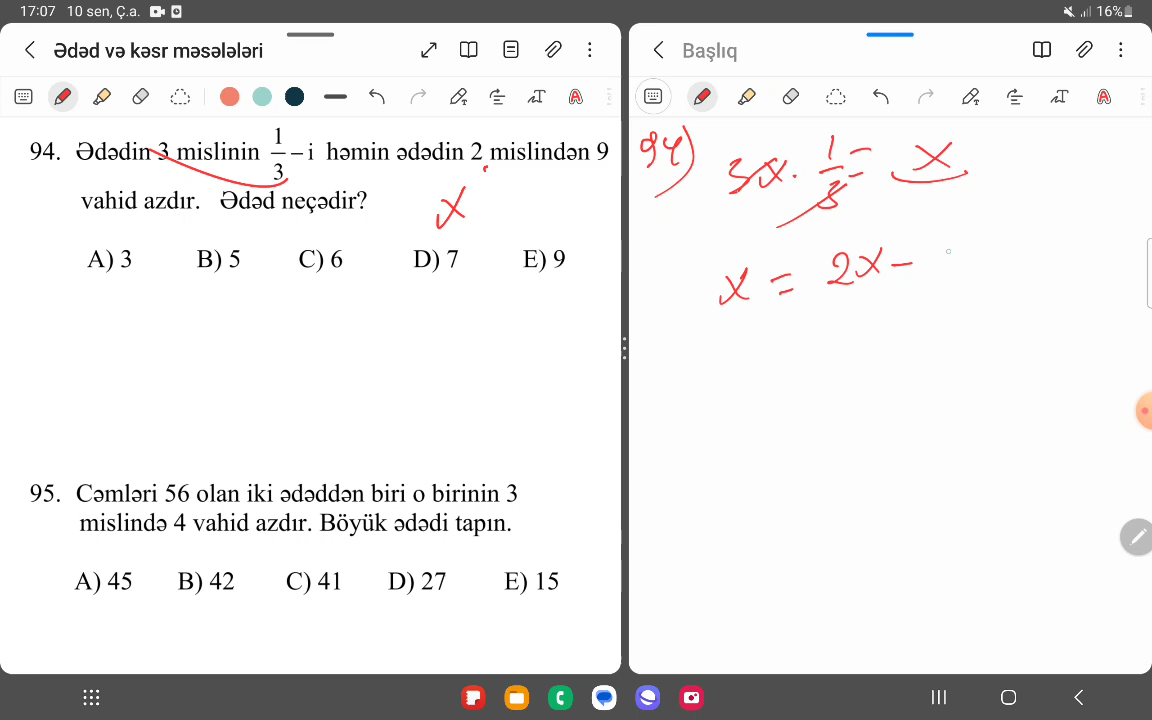 17:07 10 sen, Ç.a. 16%
Ədəd və kəsr məsələləri
94. Ədədin 3 mislinin 1/3 – i həmin ədədin 2 mislindən 9
vahid azdır. Ədəd neçədir?
x
A) 3 B) 5 C) 6 D) 7 E) 9
95. Cəmləri 56 olan iki ədəddən biri o birinin 3
mislində 4 vahid azdır. Böyük ədədi tapın.
A) 45 B) 42 C) 41 D) 27 E) 15
Başlıq
94) 3x · 1/3 = x
x = 2x –